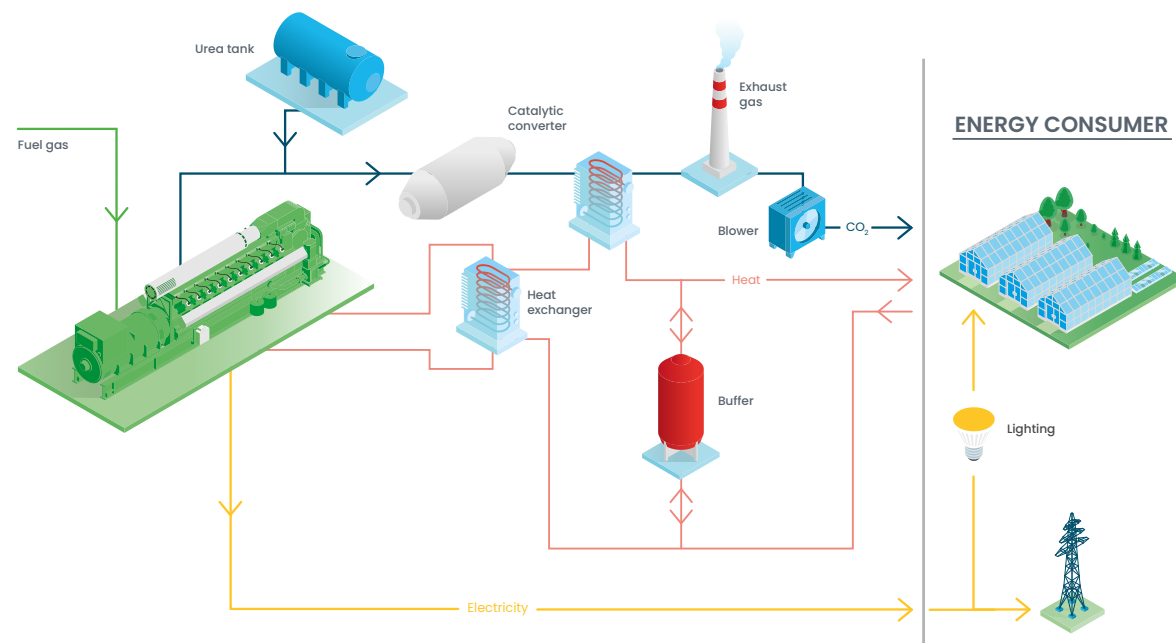 Urea tank
Fuel gas
Catalytic
converter
Exhaust
gas
ENERGY CONSUMER
Blower
CO₂
Heat
Heat
exchanger
Buffer
Lighting
Electricity